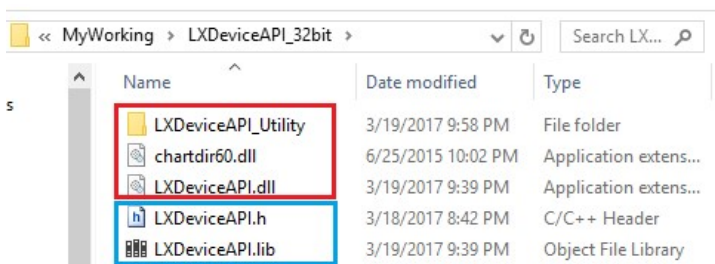 « MyWorking > LXDeviceAPI_32bit > Search LX...
Name Date modified Type
s
LXDeviceAPI_Utility 3/19/2017 9:58 PM File folder
chartdir60.dll 6/25/2015 10:02 PM Application extens...
LXDeviceAPI.dll 3/19/2017 9:39 PM Application extens...
LXDeviceAPI.h 3/18/2017 8:42 PM C/C++ Header
LXDeviceAPI.lib 3/19/2017 9:39 PM Object File Library